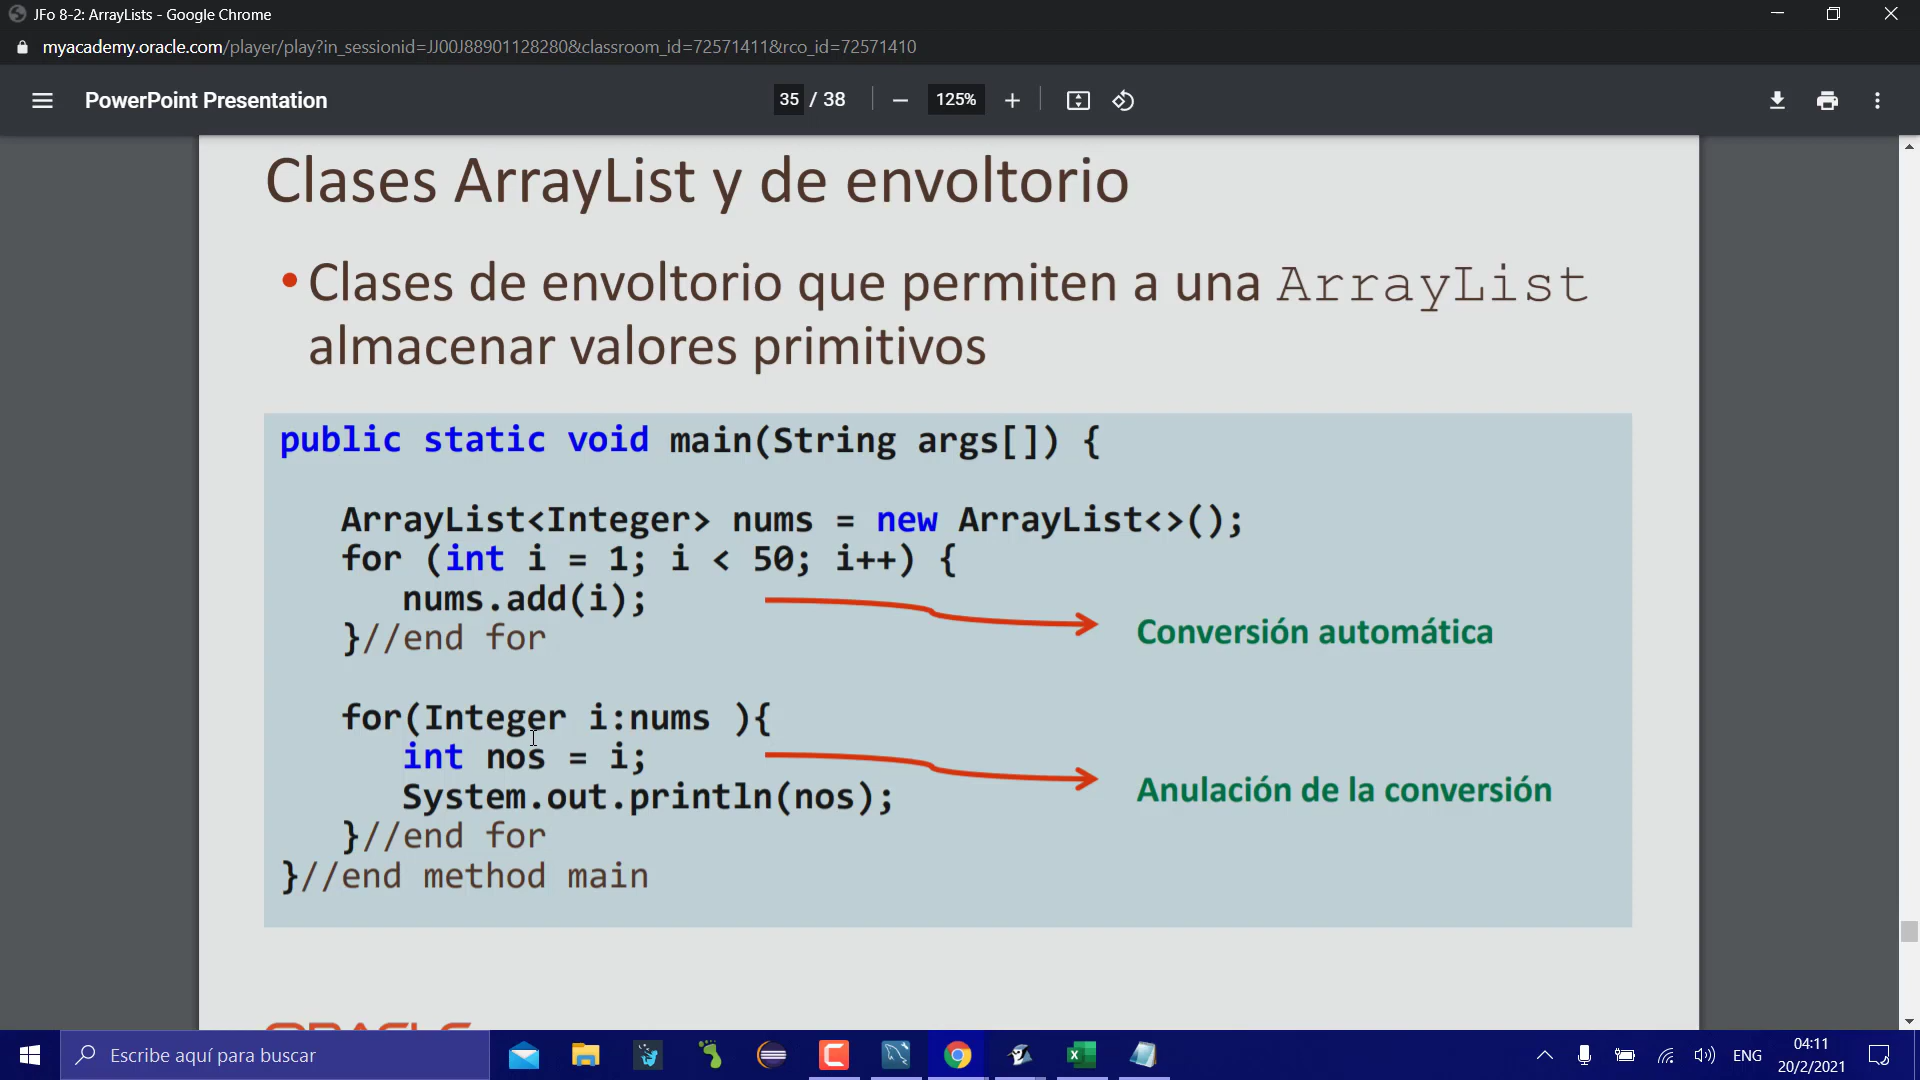 JFo 8-2: ArrayLists - Google Chrome
myacademy.oracle.com/player/play?in_sessionid=JJ00J88901128280&classroom_id=72571411&rco_id=72571410
PowerPoint Presentation
35 / 38
125%
Clases ArrayList y de envoltorio
• Clases de envoltorio que permiten a una ArrayList
almacenar valores primitivos
public static void main(String args[]) {
ArrayList<Integer> nums = new ArrayList<>();
for (int i = 1; i < 50; i++) {
nums.add(i);
}//end for
Conversión automática
for(Integer i:nums ){
int nos = i;
System.out.println(nos);
Anulación de la conversión
}//end for
}//end method main
ORACLE
Escribe aquí para buscar
ENG
04:11
20/2/2021